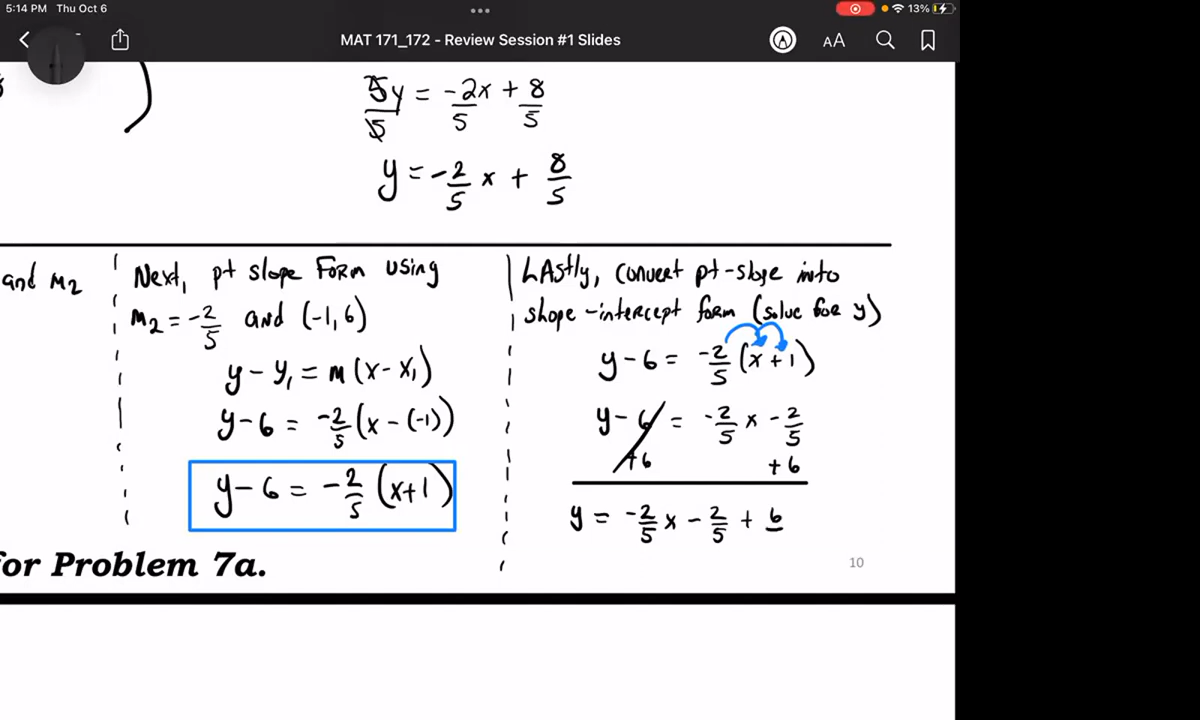 5:14 PM Thu Oct 6
13%
MAT 171_172 - Review Session #1 Slides
AA
5y = -2x + 8
5 5 5
y = -2/5 x + 8/5
and m2
Next, pt slope Form using
m2 = -2/5 and (-1, 6)
y - y1 = m(x - x1)
y - 6 = -2/5 (x - (-1))
y - 6 = -2/5 (x+1)
LAstly, convert pt-slope into
slope-intercept form (solve for y)
y - 6 = -2/5 (x + 1)
y - 6 = -2/5 x - 2/5
+6 +6
y = -2/5 x - 2/5 + 6
or Problem 7a.
10